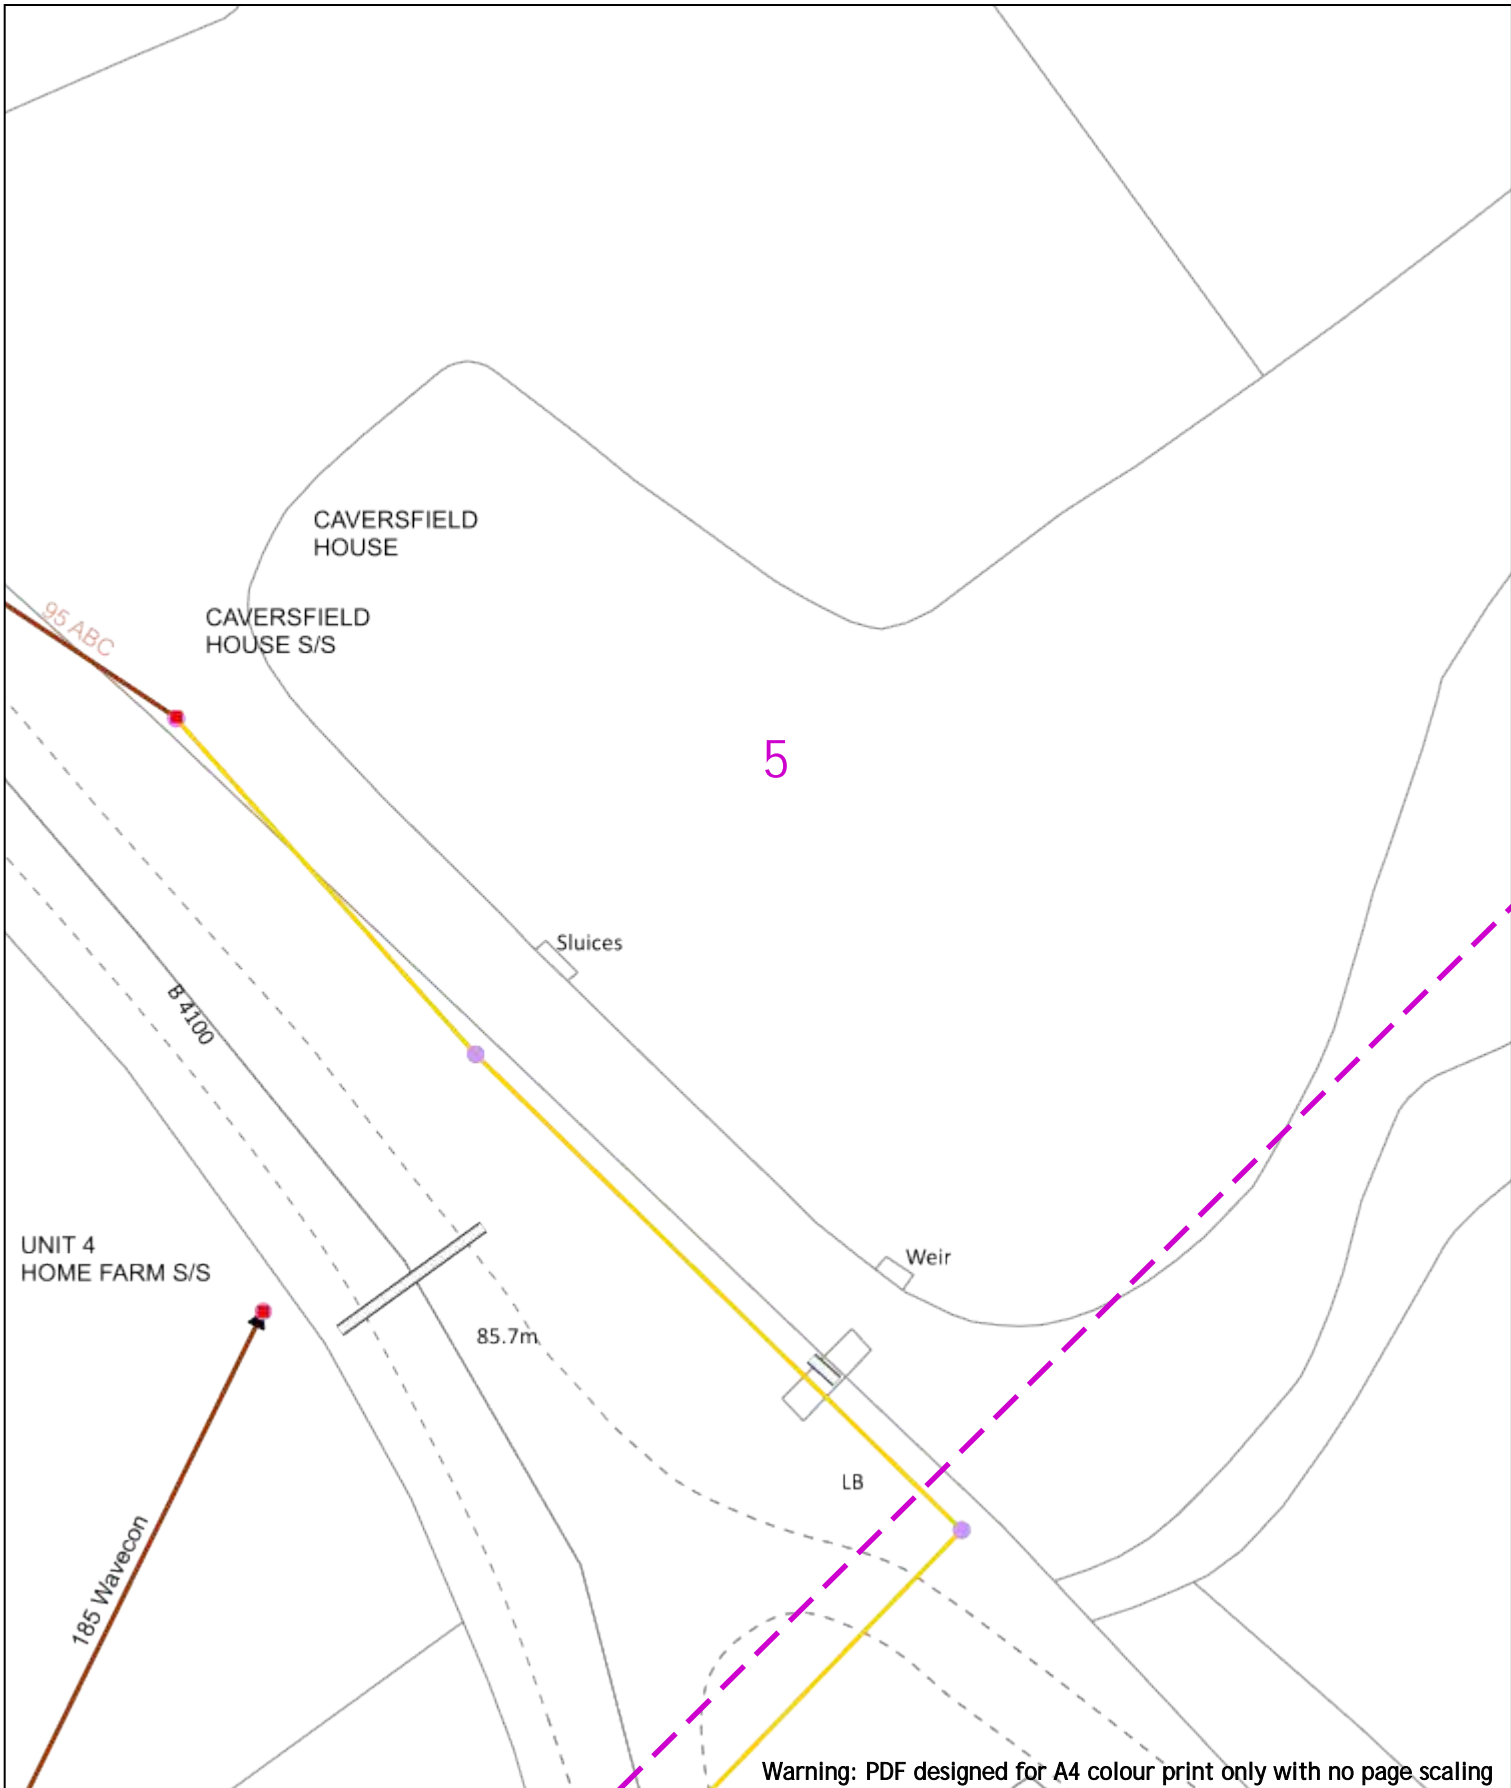 CAVERSFIELD
HOUSE
95 ABC
CAVERSFIELD
HOUSE S/S
5
Sluices
B 4100
UNIT 4
HOME FARM S/S
Weir
85.7m
LB
185 Wavecon
Warning: PDF designed for A4 colour print only with no page scaling